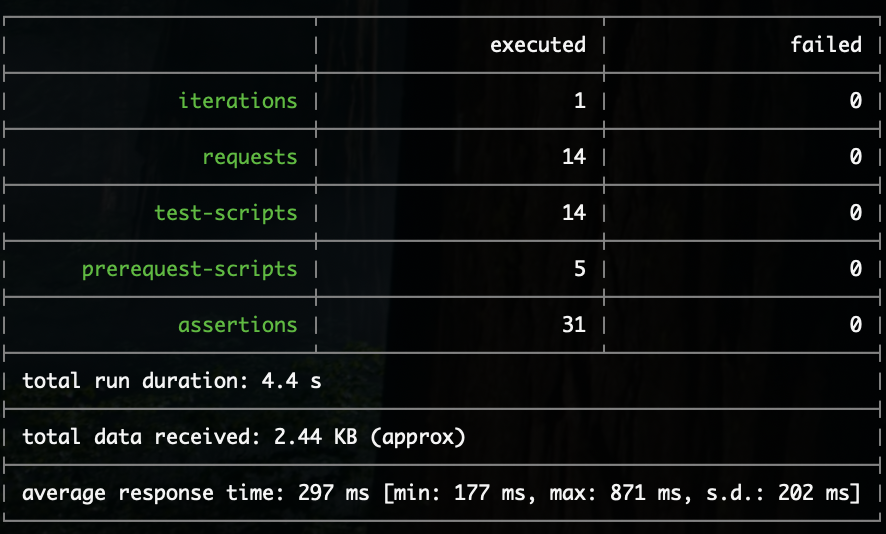 executed failed
iterations 1 0
requests 14 0
test-scripts 14 0
prerequest-scripts 5 0
assertions 31 0
total run duration: 4.4 s
total data received: 2.44 KB (approx)
average response time: 297 ms [min: 177 ms, max: 871 ms, s.d.: 202 ms]